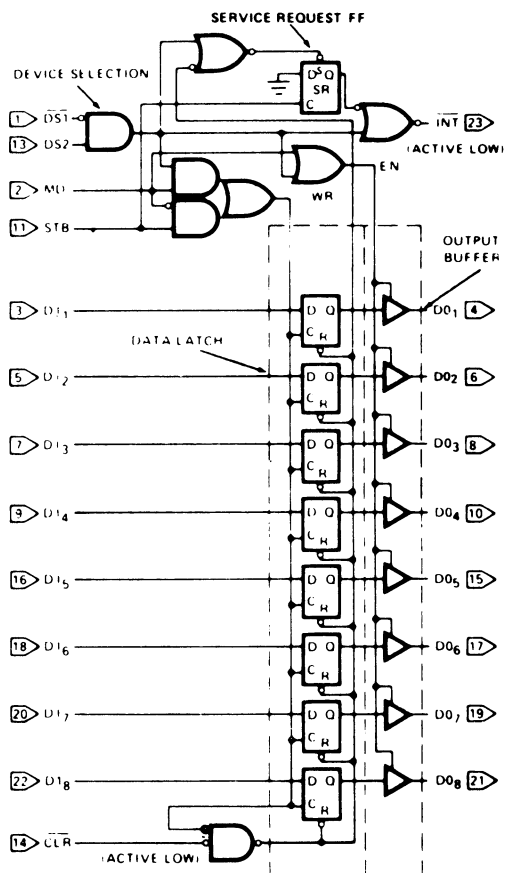 SERVICE REQUEST FF
DEVICE SELECTION
D S Q
SR
C
1 DS1
13 DS2
INT 23
(ACTIVE LOW)
2 MD
EN
WR
11 STB
OUTPUT
BUFFER
3 DI1 D Q C R DO1 4
DATA LATCH
5 DI2 D Q C R DO2 6
7 DI3 D Q C R DO3 8
9 DI4 D Q C R DO4 10
16 DI5 D Q C R DO5 15
18 DI6 D Q C R DO6 17
20 DI7 D Q C R DO7 19
22 DI8 D Q C R DO8 21
14 CLR
(ACTIVE LOW)